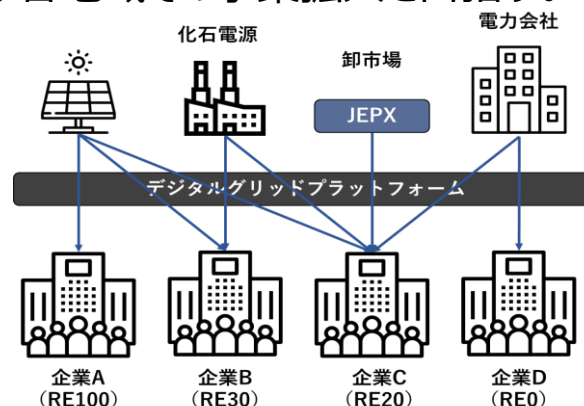 化石電源
卸市場
電力会社
JEPX
デジタルグリッドプラットフォーム
企業A
（RE100）
企業B
（RE30）
企業C
（RE20）
企業D
（RE0）